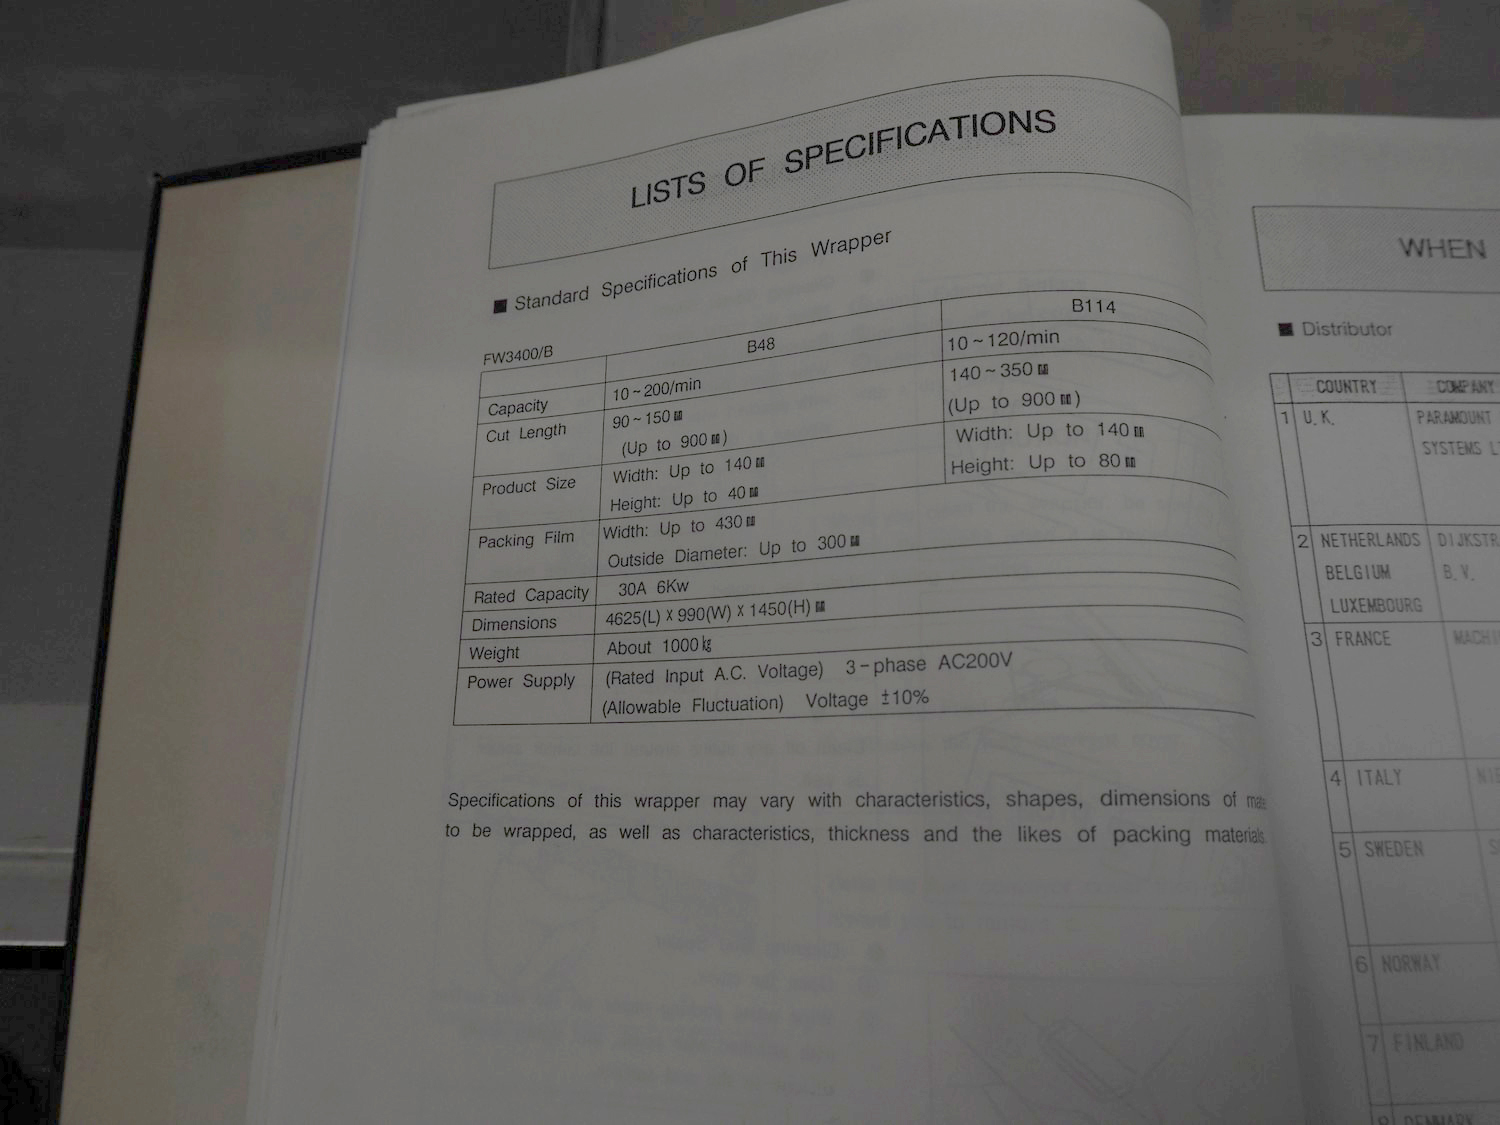 LISTS OF SPECIFICATIONS
■ Standard Specifications of This Wrapper
FW3400/B
B48 B114
Capacity 10~200/min 10~120/min
Cut Length 90~150㎜ 140~350㎜
(Up to 900㎜) (Up to 900㎜)
Product Size Width: Up to 140㎜ Width: Up to 140㎜
Height: Up to 40㎜ Height: Up to 80㎜
Packing Film Width: Up to 430㎜
Outside Diameter: Up to 300㎜
Rated Capacity 30A 6Kw
Dimensions 4625(L) X 990(W) X 1450(H)㎜
Weight About 1000㎏
Power Supply (Rated Input A.C. Voltage) 3-phase AC200V
(Allowable Fluctuation) Voltage ±10%
Specifications of this wrapper may vary with characteristics, shapes, dimensions of
to be wrapped, as well as characteristics, thickness and the likes of packing materials.
WHEN
■ Distributor
COUNTRY COMPANY
1 U.K. PARAMOUNT
SYSTEMS
2 NETHERLANDS DIJKSTR
BELGIUM B.V.
LUXEMBOURG
3 FRANCE MACHI
4 ITALY
5 SWEDEN
6 NORWAY
7 FINLAND
8 DENMARK